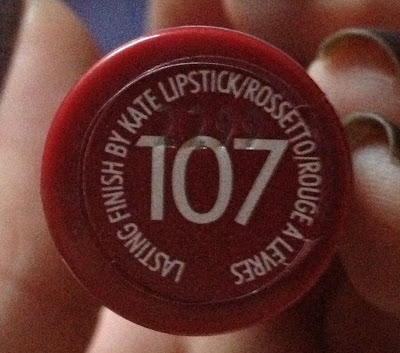 LASTING FINISH BY KATE LIPSTICK/ROSSETTO/ROUGE A LÈVRES
107